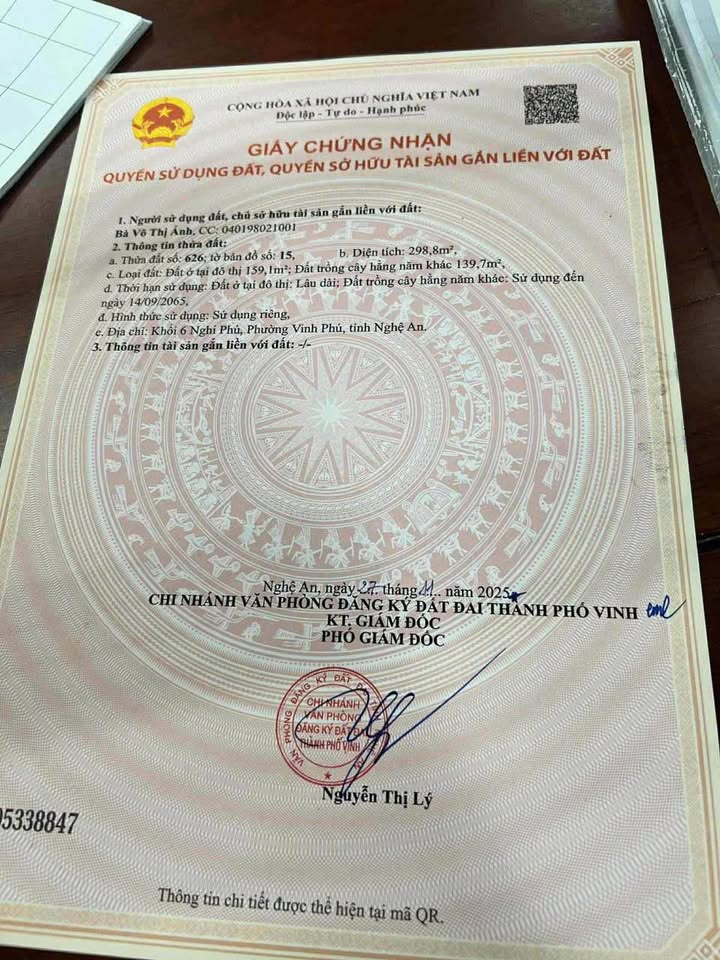 CỘNG HÒA XÃ HỘI CHỦ NGHĨA VIỆT NAM
Độc lập - Tự do - Hạnh phúc
GIẤY CHỨNG NHẬN
QUYỀN SỬ DỤNG ĐẤT, QUYỀN SỞ HỮU TÀI SẢN GẮN LIỀN VỚI ĐẤT
1. Người sử dụng đất, chủ sở hữu tài sản gắn liền với đất:
Bà Võ Thị Ánh, CC: 040198021001
2. Thông tin thửa đất:
a. Thửa đất số: 626; tờ bản đồ số: 15, b. Diện tích: 298,8m²,
c. Loại đất: Đất ở tại đô thị 159,1m²; Đất trồng cây hằng năm khác 139,7m²,
d. Thời hạn sử dụng: Đất ở tại đô thị: Lâu dài; Đất trồng cây hằng năm khác: Sử dụng đến
ngày 14/09/2065,
đ. Hình thức sử dụng: Sử dụng riêng,
e. Địa chỉ: Khối 6 Nghi Phú, Phường Vinh Phú, tỉnh Nghệ An.
3. Thông tin tài sản gắn liền với đất: -/-
Nghệ An, ngày 27 tháng 11 năm 2025
CHI NHÁNH VĂN PHÒNG ĐĂNG KÝ ĐẤT ĐAI THÀNH PHỐ VINH
KT. GIÁM ĐỐC
PHÓ GIÁM ĐỐC
VĂN PHÒNG ĐĂNG KÝ ĐẤT
CHI NHÁNH
VĂN PHÒNG
ĐĂNG KÝ ĐẤT
THÀNH PHỐ VINH
Nguyễn Thị Lý
5338847
Thông tin chi tiết được thể hiện tại mã QR.